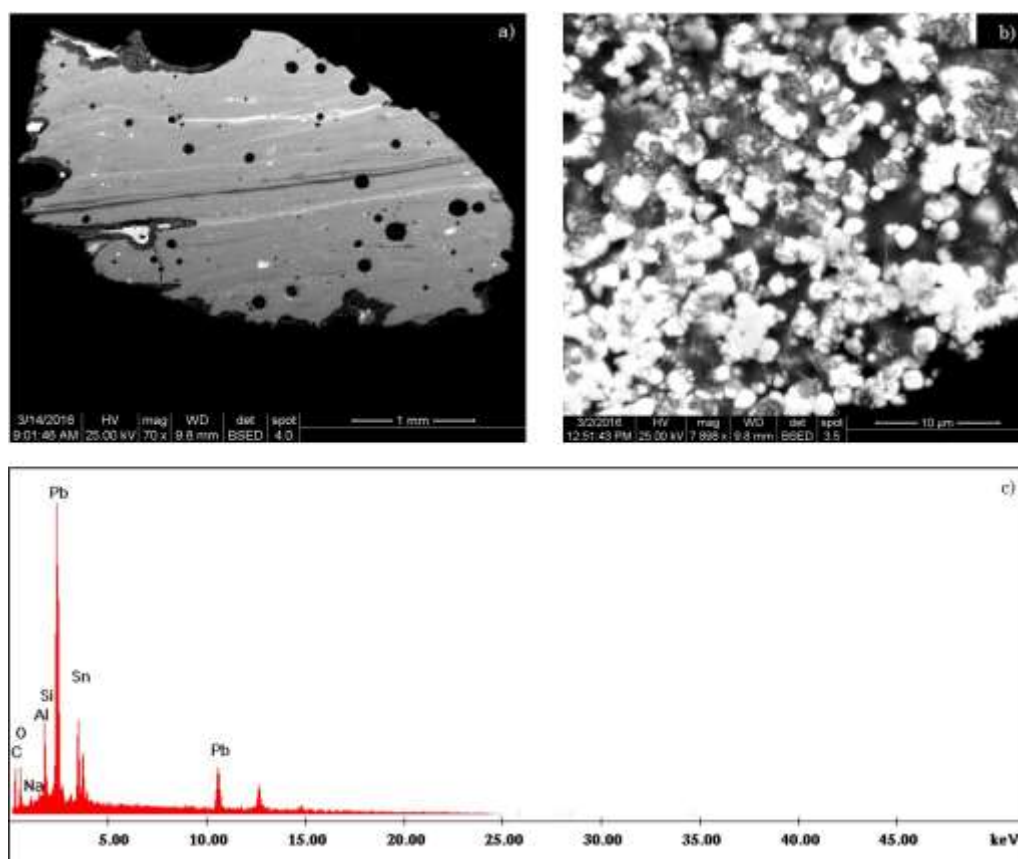 a)
3/14/2016 HV mag WD det spot 1 mm
9:01:46 AM 25.00 kV 70 x 9.8 mm BSED 4.0
b)
3/2/2016 HV mag WD det spot 10 µm
12:51:43 PM 25.00 kV 7 998 x 9.8 mm BSED 3.5
c)
Pb
Sn
Si
Al
O
C
Na
Pb
5.00 10.00 15.00 20.00 25.00 30.00 35.00 40.00 45.00 keV